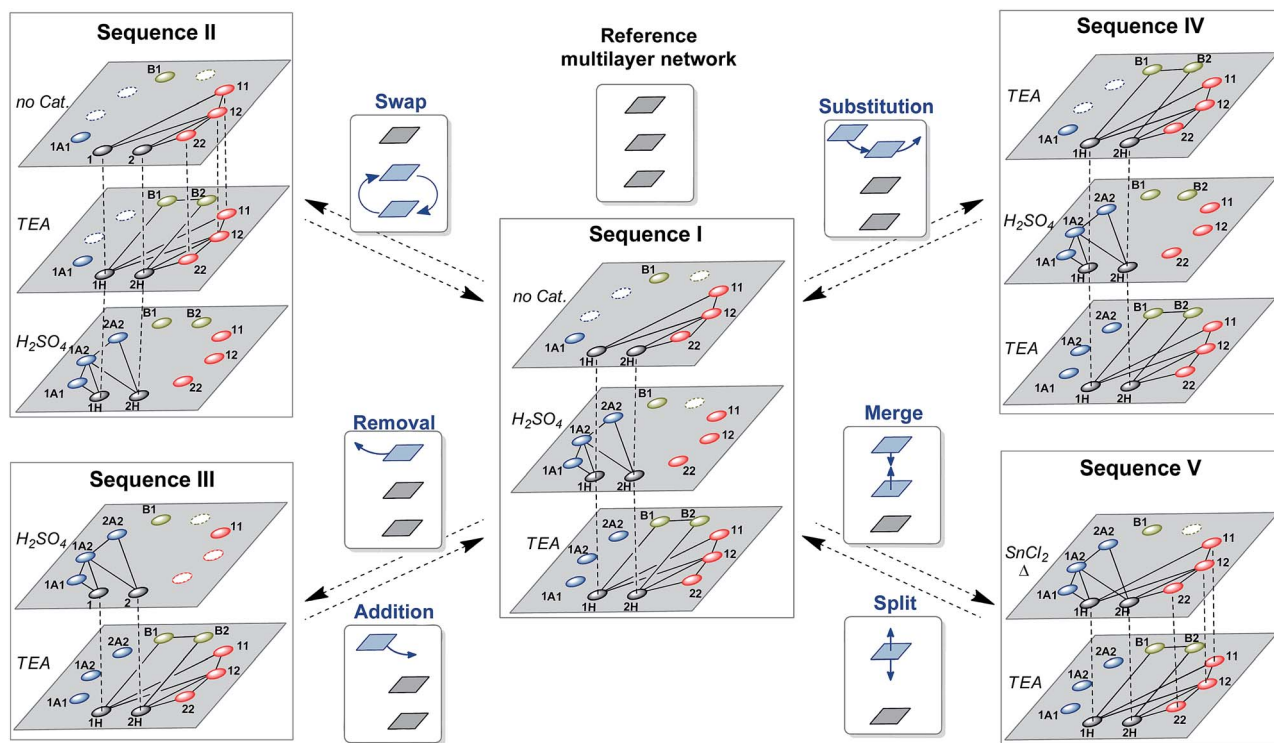 Sequence II
no Cat.
B1
11
12
22
1A1
1
2
TEA
B1
B2
11
12
22
1A1
1H
2H
H2SO4
2A2
B1
B2
11
12
22
1A2
1A1
1H
2H
Swap
Reference
multilayer network
Substitution
Sequence IV
TEA
B1
B2
11
12
22
1A1
1H
2H
H2SO4
1A2
2A2
B1
B2
11
12
22
1A1
1H
2H
TEA
2A2
B1
B2
11
12
22
1A2
1A1
1H
2H
Sequence I
no Cat.
B1
11
12
22
1A1
1H
2H
H2SO4
2A2
B1
11
12
22
1A2
1A1
1H
2H
TEA
2A2
B1
B2
11
12
22
1A2
1A1
1H
2H
Removal
Merge
Sequence III
H2SO4
2A2
B1
11
1A2
1A1
1
2
TEA
2A2
B1
B2
11
12
22
1A2
1A1
1H
2H
Addition
Split
Sequence V
SnCl2
Δ
2A2
B1
11
12
22
1A2
1A1
1H
2H
TEA
2A2
B1
B2
11
12
22
1A2
1A1
1H
2H